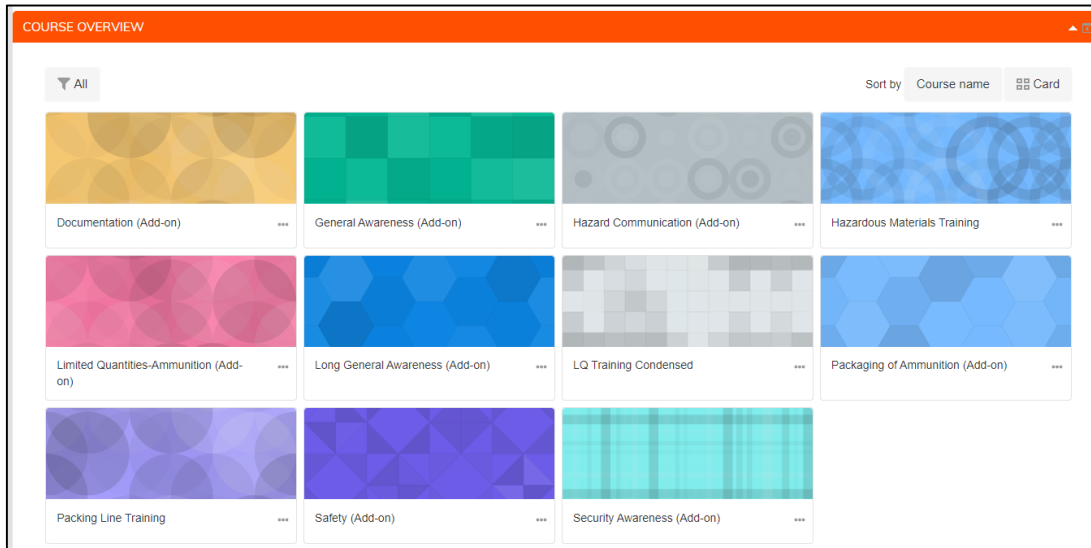 COURSE OVERVIEW
All
Sort by Course name Card
Documentation (Add-on)
General Awareness (Add-on)
Hazard Communication (Add-on)
Hazardous Materials Training
Limited Quantities-Ammunition (Add-
on)
Long General Awareness (Add-on)
LQ Training Condensed
Packaging of Ammunition (Add-on)
Packing Line Training
Safety (Add-on)
Security Awareness (Add-on)